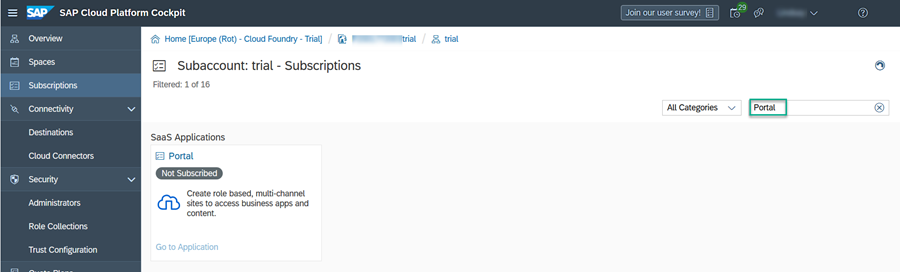 SAP SAP Cloud Platform Cockpit Join our user survey! 29
Overview
Spaces
Subscriptions
Connectivity
Destinations
Cloud Connectors
Security
Administrators
Role Collections
Trust Configuration
Home [Europe (Rot) - Cloud Foundry - Trial] / trial / trial
Subaccount: trial - Subscriptions
Filtered: 1 of 16
All Categories Portal
SaaS Applications
Portal
Not Subscribed
Create role based, multi-channel
sites to access business apps and
content.
Go to Application